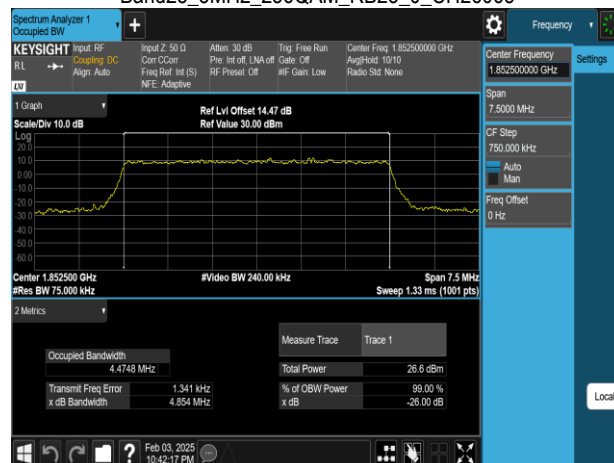 Spectrum Analyzer 1
Occupied BW
Frequency
KEYSIGHT
Input: RF
Input Z: 50 Ω
Atten: 30 dB
Trig: Free Run
Center Freq: 1.852500000 GHz
RL
Coupling: DC
Corr CCorr
Pre: Int off, LNA off
Gate: Off
Avg|Hold: 10/10
Align: Auto
Freq Ref: Int (S)
RF Presel: Off
#IF Gain: Low
Radio Std: None
NFE: Adaptive
LXI
Center Frequency
1.852500000 GHz
Settings
Span
7.5000 MHz
CF Step
750.000 kHz
Auto
Man
Freq Offset
0 Hz
Local
1 Graph
Ref Lvl Offset 14.47 dB
Scale/Div 10.0 dB
Ref Value 30.00 dBm
Log
20.0
10.0
0.00
-10.0
-20.0
-30.0
-40.0
-50.0
-60.0
Center 1.852500 GHz
#Video BW 240.00 kHz
Span 7.5 MHz
#Res BW 75.000 kHz
Sweep 1.33 ms (1001 pts)
2 Metrics
Measure Trace
Trace 1
Occupied Bandwidth
4.4748 MHz
Total Power
26.6 dBm
Transmit Freq Error
1.341 kHz
% of OBW Power
99.00 %
x dB Bandwidth
4.854 MHz
x dB
-26.00 dB
Feb 03, 2025
10:42:17 PM